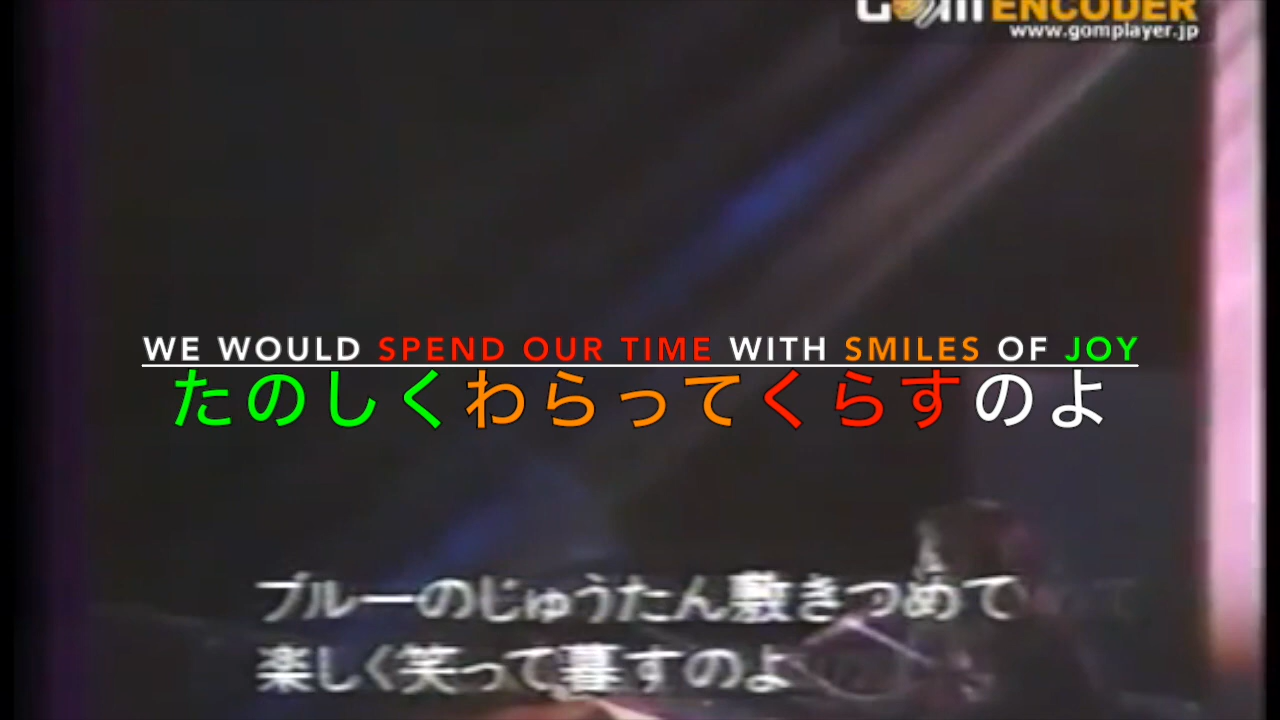 GOM ENCODER
www.gomplayer.jp
WE WOULD SPEND OUR TIME WITH SMILES OF JOY
たのしくわらってくらすのよ
ブルーのじゅうたん敷きつめて
楽しく笑って暮すのよ